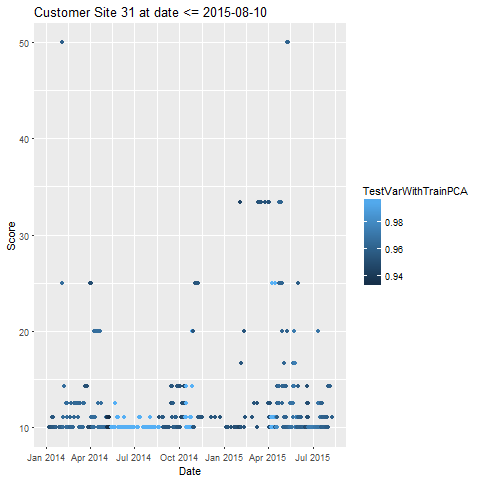 Customer Site 31 at date <= 2015-08-10
50
40
30
20
10
Score
Jan 2014 Apr 2014 Jul 2014 Oct 2014 Jan 2015 Apr 2015 Jul 2015
Date
TestVarWithTrainPCA
0.98
0.96
0.94